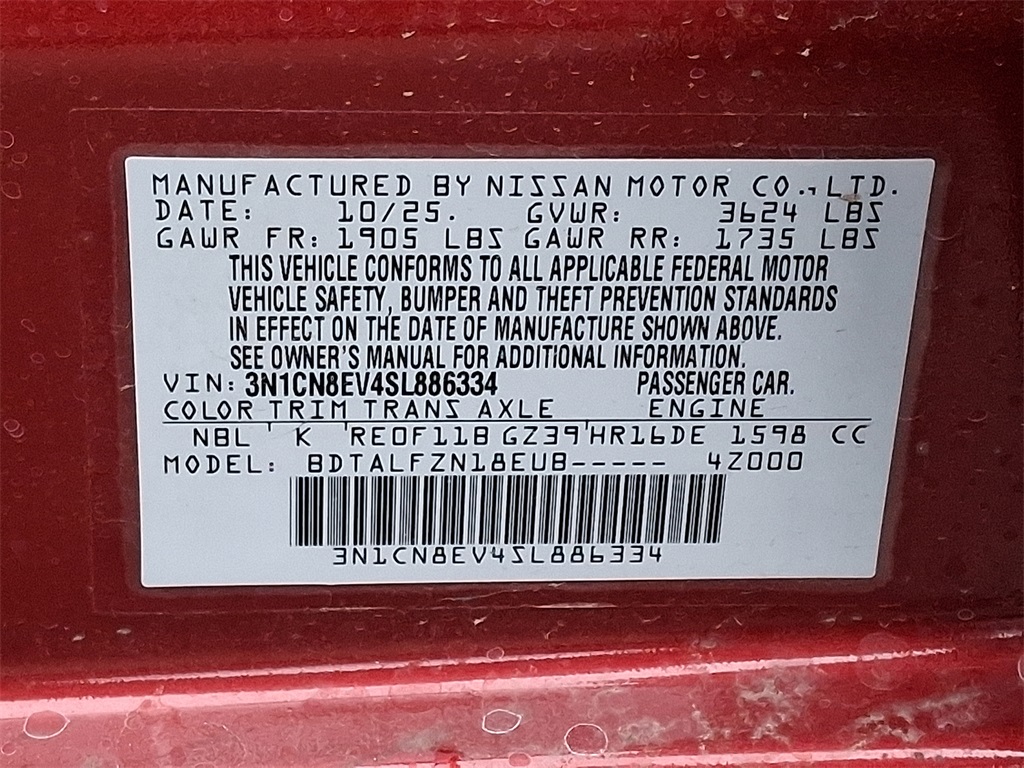 MANUFACTURED BY NISSAN MOTOR CO., LTD.
DATE: 10/25. GVWR: 3624 LBS
GAWR FR: 1905 LBS GAWR RR: 1735 LBS
THIS VEHICLE CONFORMS TO ALL APPLICABLE FEDERAL MOTOR
VEHICLE SAFETY, BUMPER AND THEFT PREVENTION STANDARDS
IN EFFECT ON THE DATE OF MANUFACTURE SHOWN ABOVE.
SEE OWNER'S MANUAL FOR ADDITIONAL INFORMATION.
VIN: 3N1CN8EV4SL886334 PASSENGER CAR.
COLOR TRIM TRANS AXLE ENGINE
NBL K RE0F11B GZ39 HR16DE 1598 CC
MODEL: BDTALFZN18EUB----- 4Z000
3N1CN8EV4SL886334